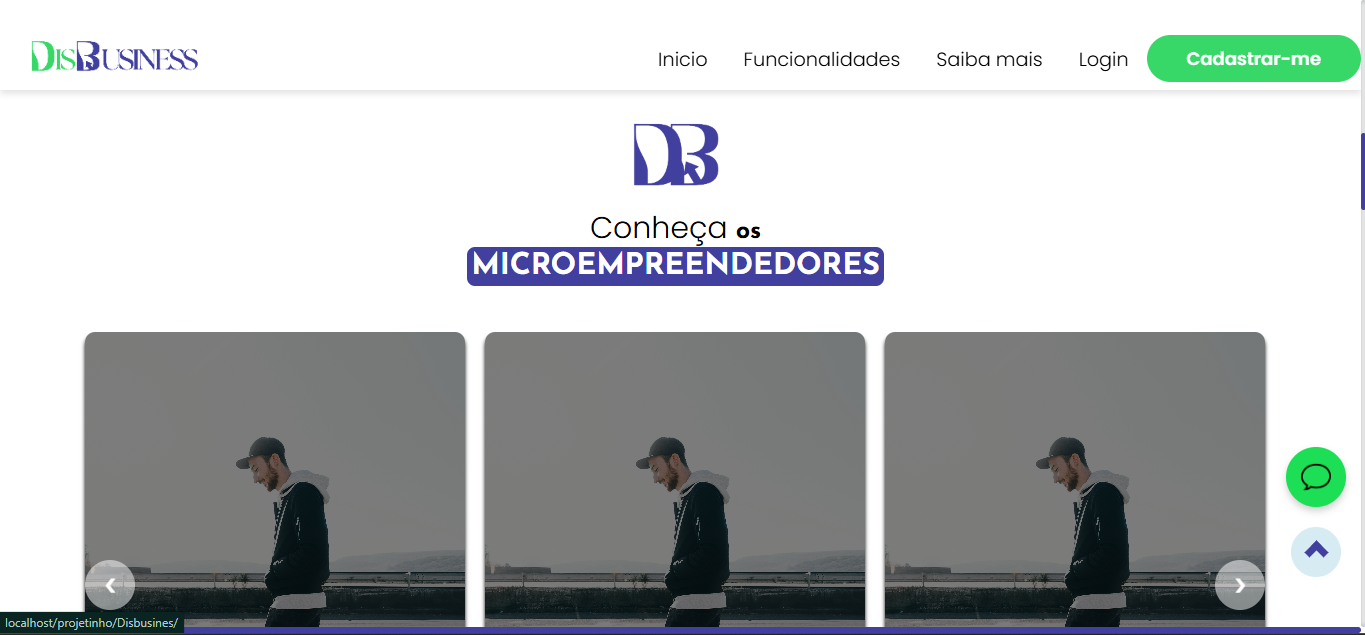 DISBUSINESS
Inicio Funcionalidades Saiba mais Login Cadastrar-me
DB
Conheça os
MICROEMPREENDEDORES
❮ ❯
localhost/projetinho/Disbusines/